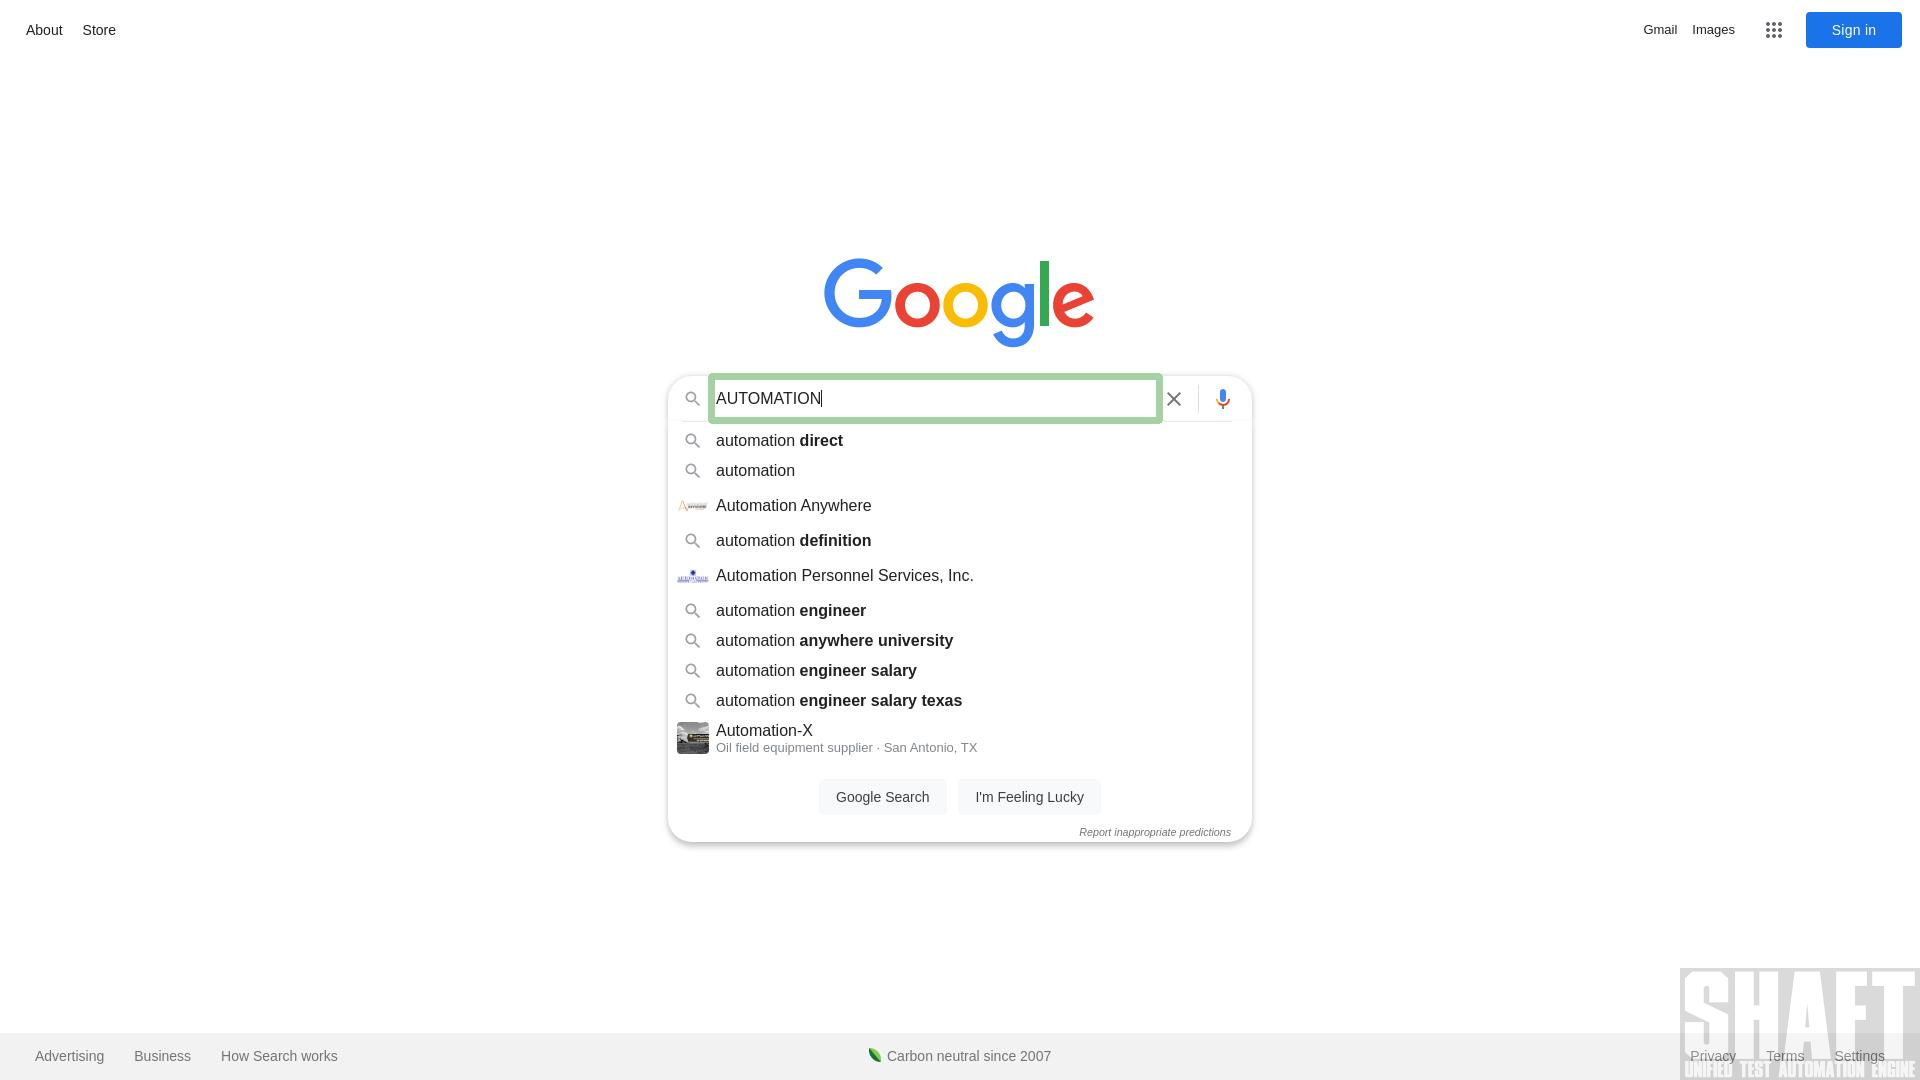 About Store
Gmail Images Sign in
Google
AUTOMATION
automation direct
automation
Automation Anywhere
automation definition
Automation Personnel Services, Inc.
automation engineer
automation anywhere university
automation engineer salary
automation engineer salary texas
Automation-X
Oil field equipment supplier · San Antonio, TX
Google Search I'm Feeling Lucky
Report inappropriate predictions
SHAFT
Advertising Business How Search works Carbon neutral since 2007 Privacy Terms Settings
UNIFIED TEST AUTOMATION ENGINE